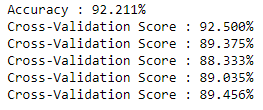 Accuracy : 92.211%
Cross-Validation Score : 92.500%
Cross-Validation Score : 89.375%
Cross-Validation Score : 88.333%
Cross-Validation Score : 89.035%
Cross-Validation Score : 89.456%